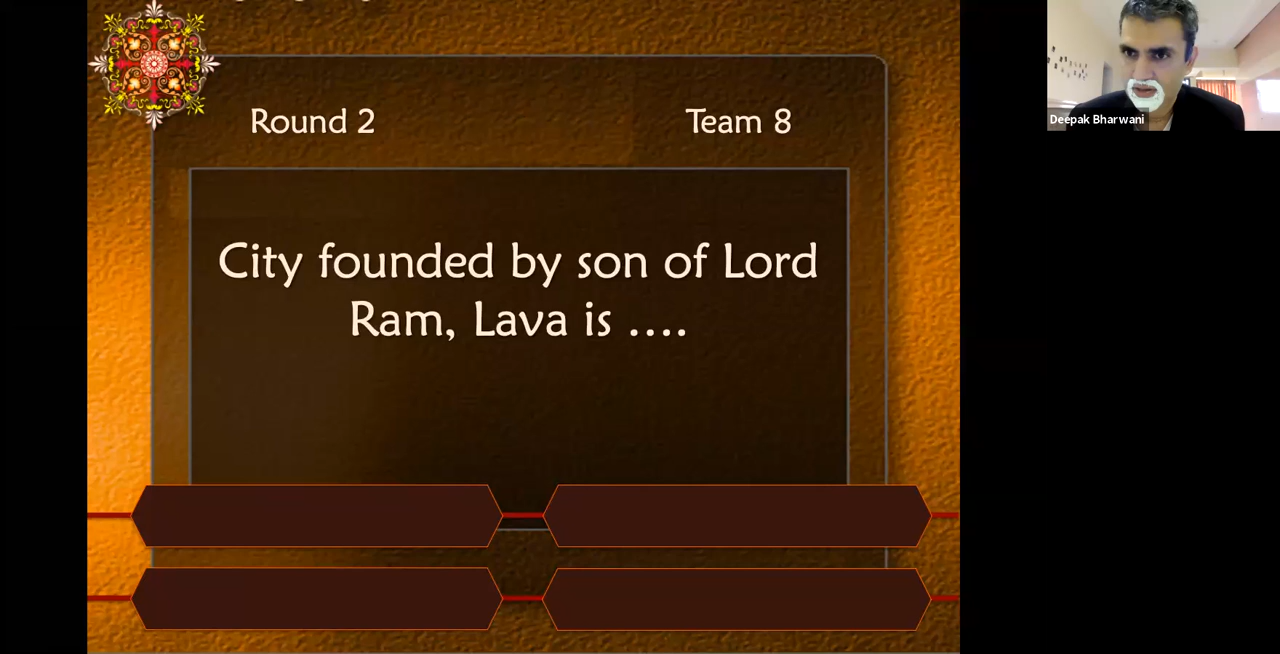 Round 2
Team 8
City founded by son of Lord
Ram, Lava is ....
Deepak Bharwani